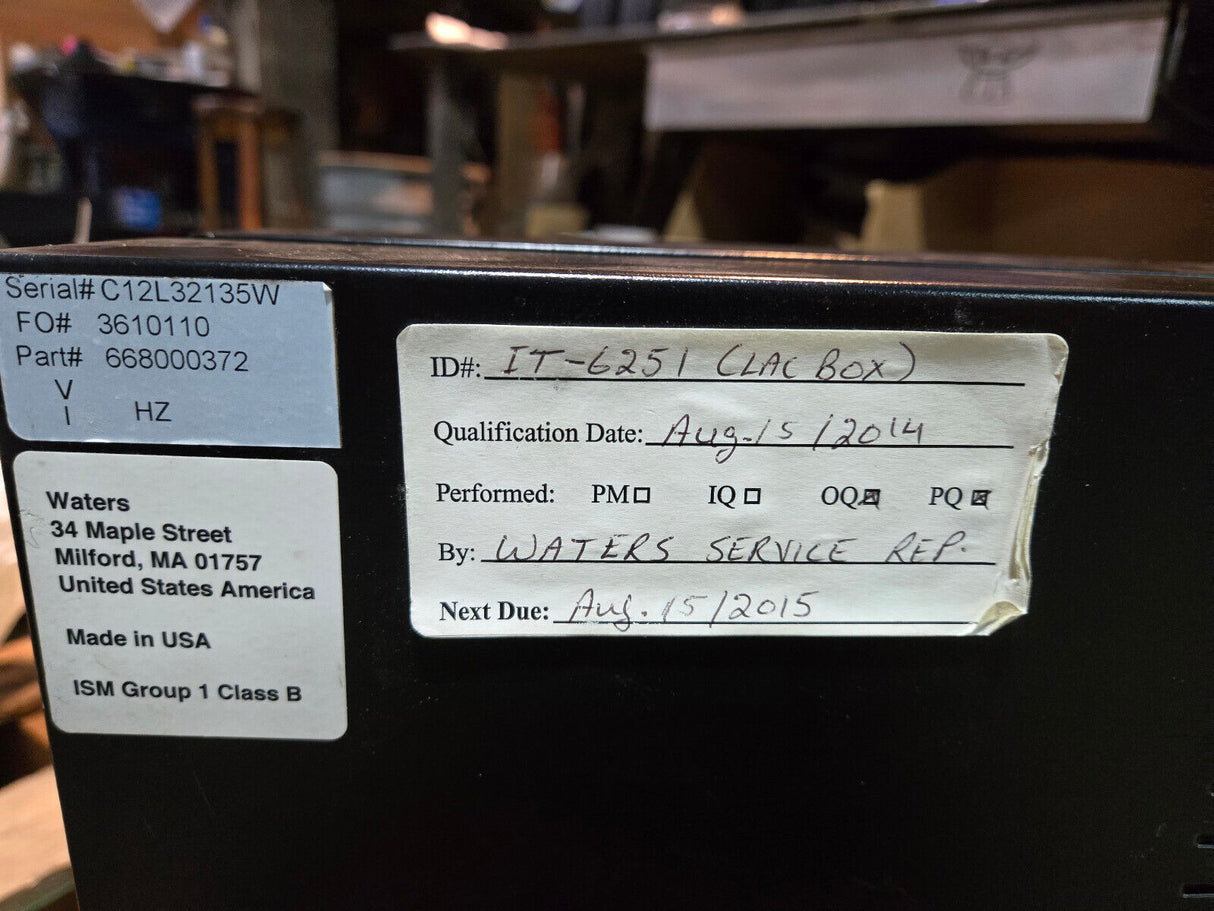 Serial# C12L32135W
FO# 3610110
Part# 668000372
V
I HZ
Waters
34 Maple Street
Milford, MA 01757
United States America
Made in USA
ISM Group 1 Class B
ID#: IT-6251 (LAC BOX)
Qualification Date: Aug-15/2014
Performed: PM☐ IQ☐ OQ☒ PQ☒
By: WATERS SERVICE REP.
Next Due: Aug. 15/2015